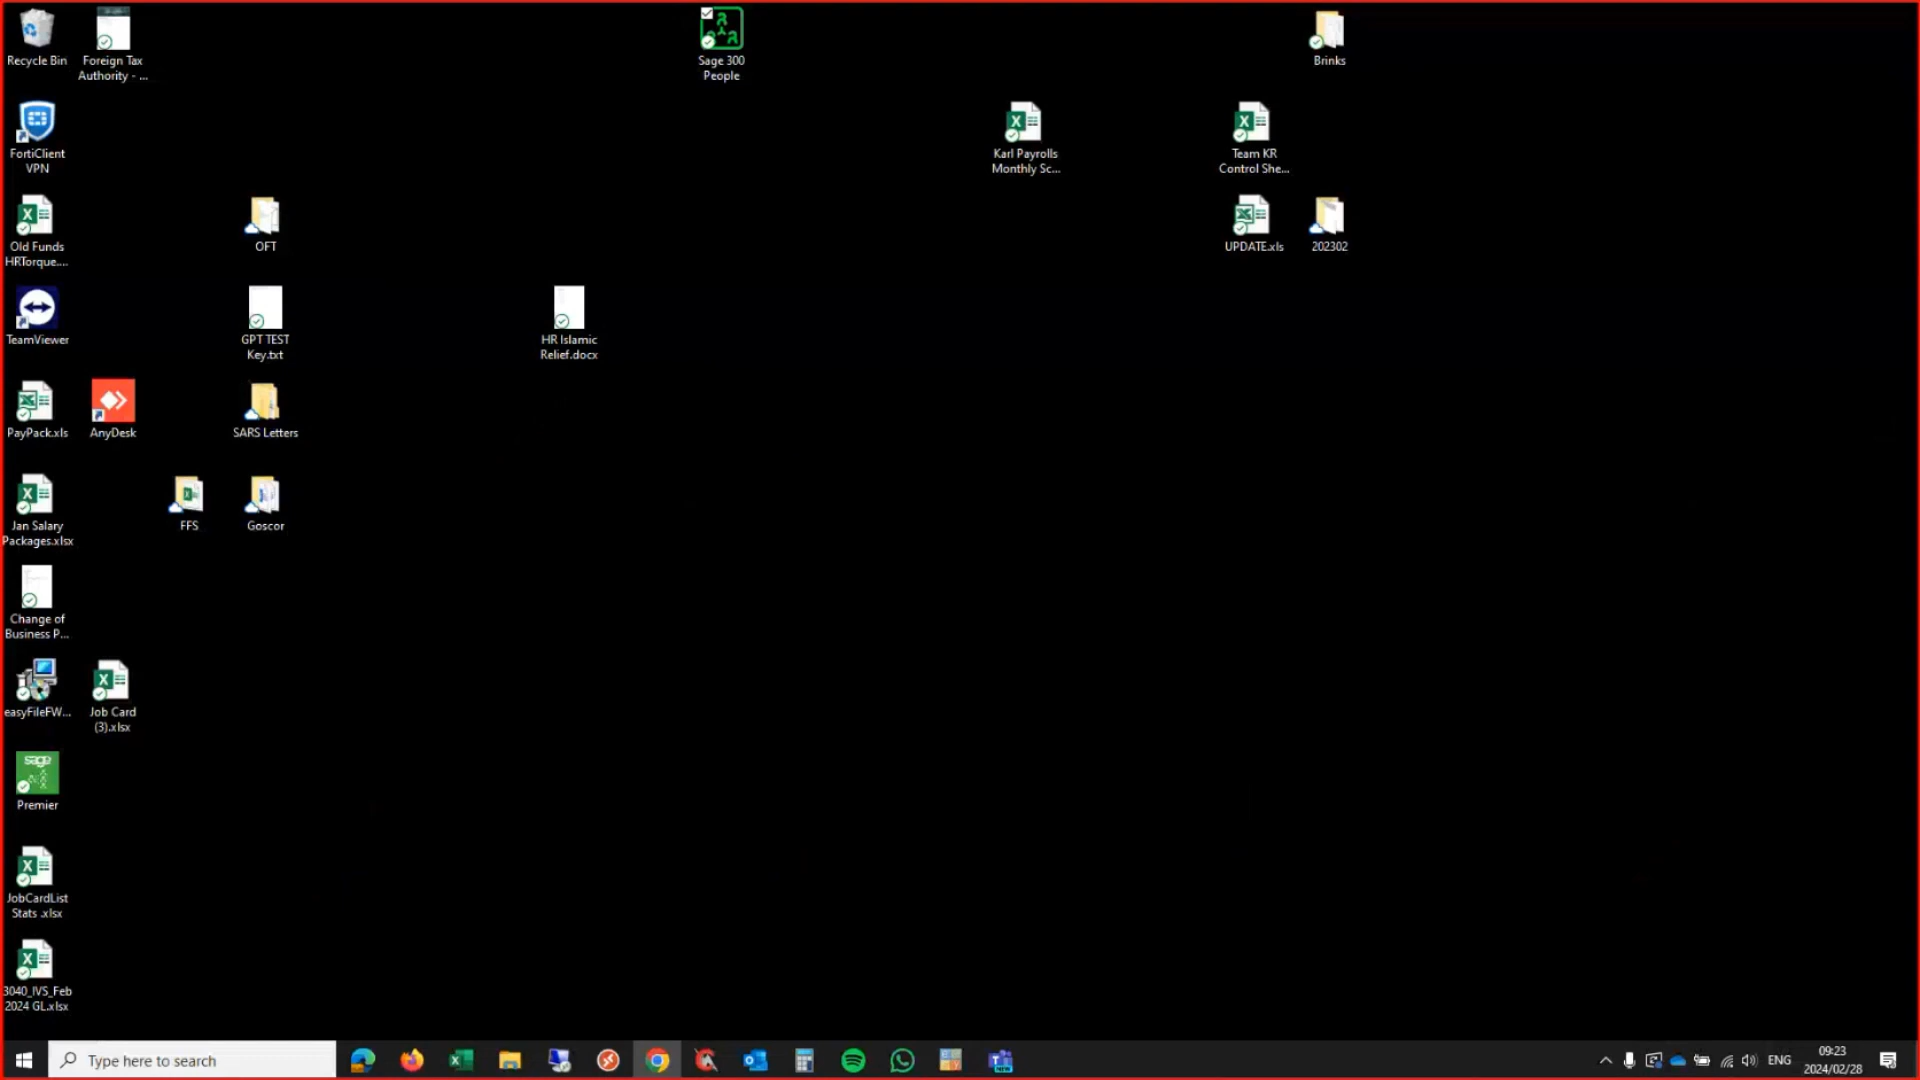 Recycle Bin
Foreign Tax
Authority - ...
Sage 300
People
Brinks
FortiClient
VPN
Karl Payrolls
Monthly Sc...
Team KR
Control She...
Old Funds
HRTorque....
OFT
UPDATE.xls
202302
TeamViewer
GPT TEST
Key.txt
HR Islamic
Relief.docx
PayPack.xls
AnyDesk
SARS Letters
Jan Salary
Packages.xlsx
FFS
Goscor
Change of
Business P...
easyFileFW...
Job Card
(3).xlsx
sage
Premier
JobCardList
Stats .xlsx
3040_IVS_Feb
2024 GL.xlsx
Type here to search
ENG
09:23
2024/02/28